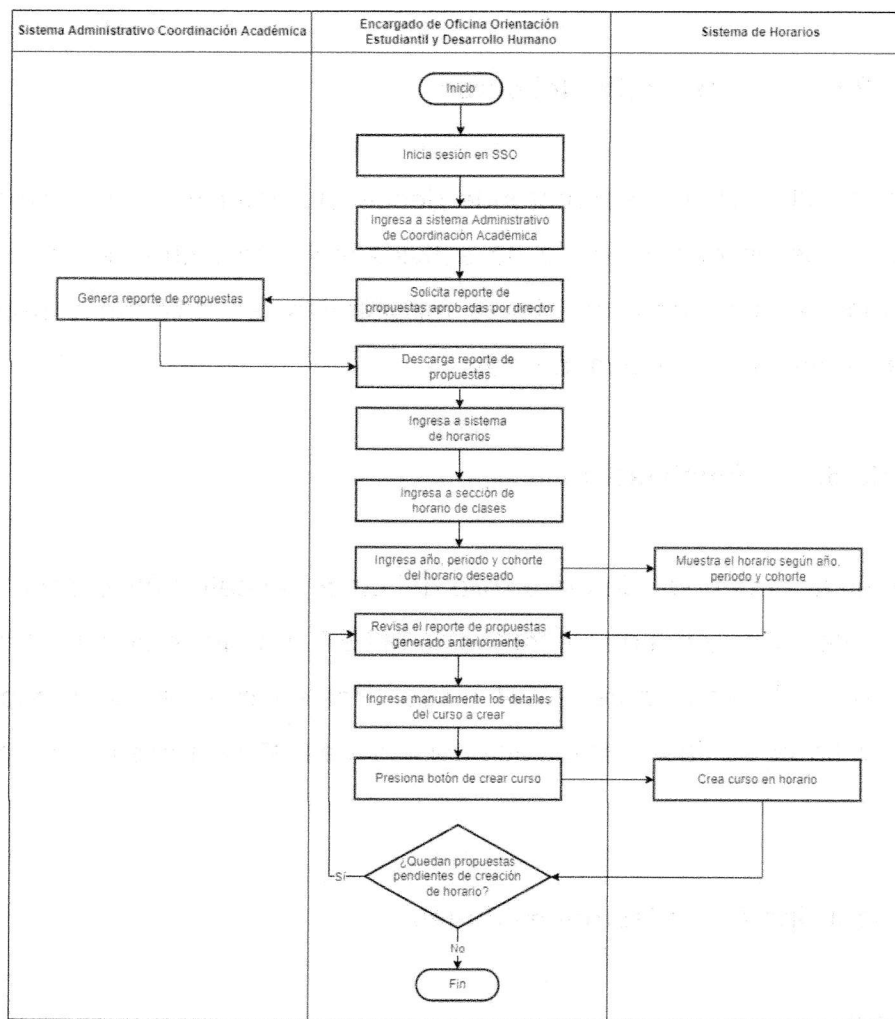 Sistema Administrativo Coordinación Académica
Encargado de Oficina Orientación
Estudiantil y Desarrollo Humano
Sistema de Horarios
Inicio
Inicia sesión en SSO
Ingresa a sistema Administrativo
de Coordinación Académica
Genera reporte de propuestas
Solicita reporte de
propuestas aprobadas por director
Descarga reporte de
propuestas
Ingresa a sistema
de horarios
Ingresa a sección de
horario de clases
Ingresa año, periodo y cohorte
del horario deseado
Muestra el horario según año,
periodo y cohorte
Revisa el reporte de propuestas
generado anteriormente
Ingresa manualmente los detalles
del curso a crear
Presiona botón de crear curso
Crea curso en horario
¿Quedan propuestas
pendientes de creación
de horario?
Sí
No
Fin